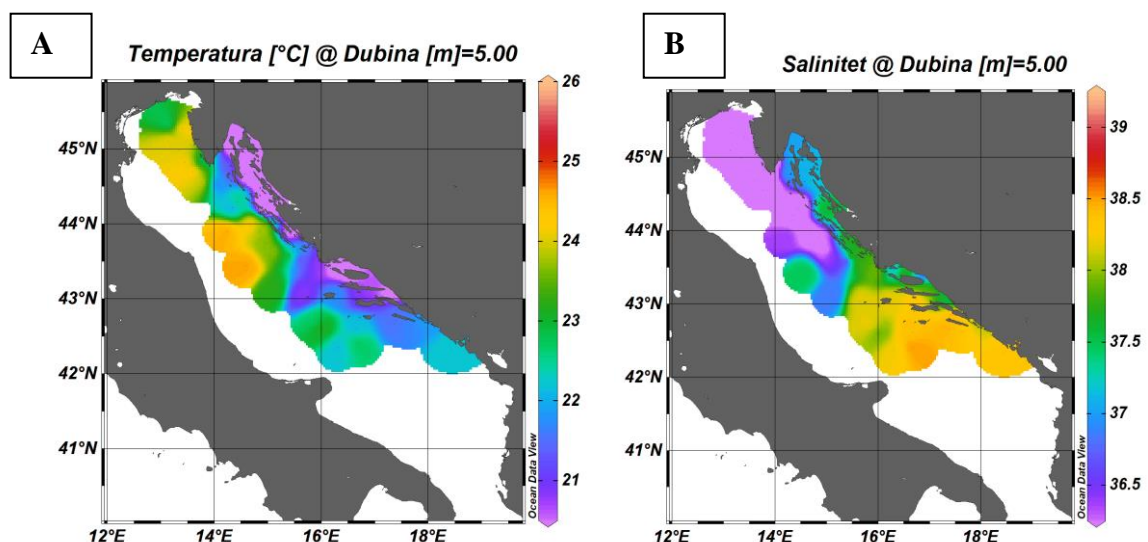 A
Temperatura [°C] @ Dubina [m]=5.00
26
25
24
23
22
21
45°N
44°N
43°N
42°N
41°N
12°E
14°E
16°E
18°E
Ocean Data View
B
Salinitet @ Dubina [m]=5.00
39
38.5
38
37.5
37
36.5
45°N
44°N
43°N
42°N
41°N
12°E
14°E
16°E
18°E
Ocean Data View